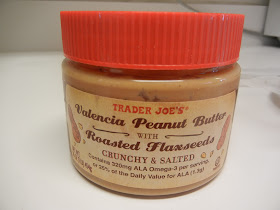 TRADER JOE'S
Valencia Peanut Butter
WITH
Roasted Flaxseeds
CRUNCHY & SALTED
Contains 320mg ALA Omega-3 per serving,
or 25% of the Daily Value for ALA (1.3g).